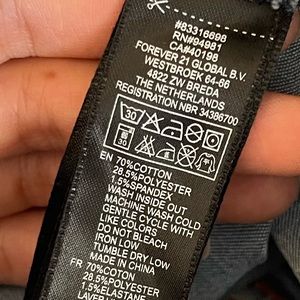 #83316698
RN#94981
CA#40198
FOREVER 21 GLOBAL B.V.
WESTBROEK 64-66
4822 ZW BREDA
THE NETHERLANDS
REGISTRATION NBR 34386700
30
30
EN 70%COTTON
28.5%POLYESTER
1.5%SPANDEX
WASH INSIDE OUT
MACHINE WASH COLD
GENTLE CYCLE WITH
LIKE COLORS
DO NOT BLEACH
IRON LOW
TUMBLE DRY LOW
MADE IN CHINA
FR 70%COTON
28.5%POLYESTER
1.5%ELASTANE